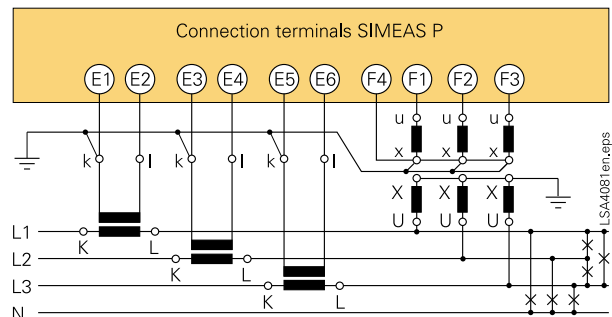 Connection terminals SIMEAS P
E1 E2 E3 E4 E5 E6 F4 F1 F2 F3
u u u
k l k l k l x x x
X X X
U U U
L1
K L
L2
K L
L3
K L
N
LSA4081en.eps